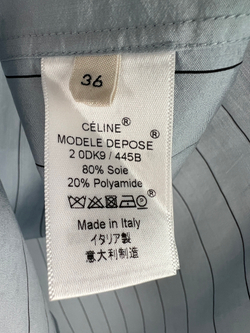 36
CÉLINE®
MODELE DEPOSE®
2 0DK9 / 445B
80% Soie
20% Polyamide
Made in Italy
イタリア製
意大利制造